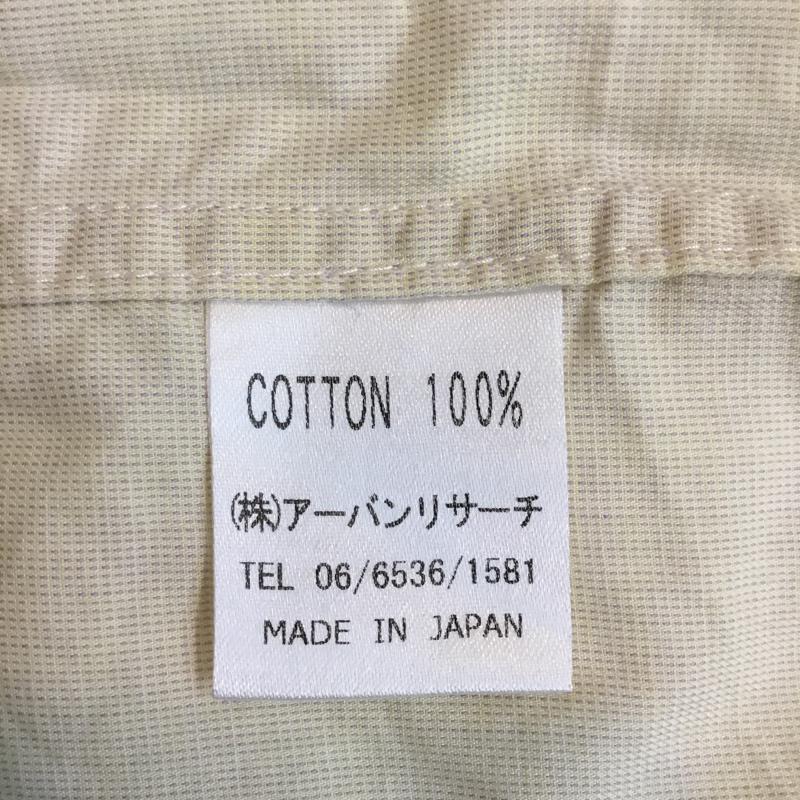 COTTON 100%
(株)アーバンリサーチ
TEL 06/6536/1581
MADE IN JAPAN